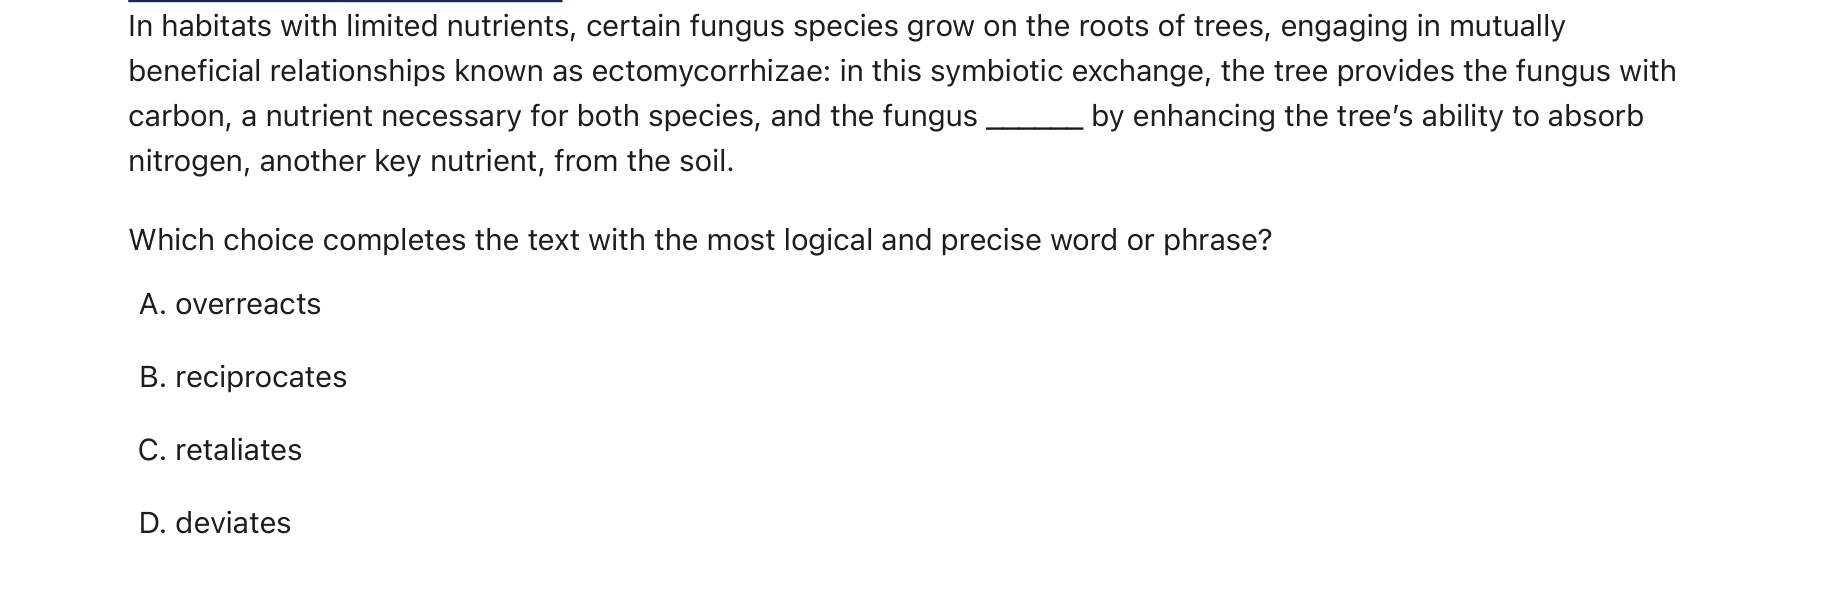 In habitats with limited nutrients, certain fungus species grow on the roots of trees, engaging in mutually
beneficial relationships known as ectomycorrhizae: in this symbiotic exchange, the tree provides the fungus with
carbon, a nutrient necessary for both species, and the fungus ______ by enhancing the tree’s ability to absorb
nitrogen, another key nutrient, from the soil.
Which choice completes the text with the most logical and precise word or phrase?
A. overreacts
B. reciprocates
C. retaliates
D. deviates